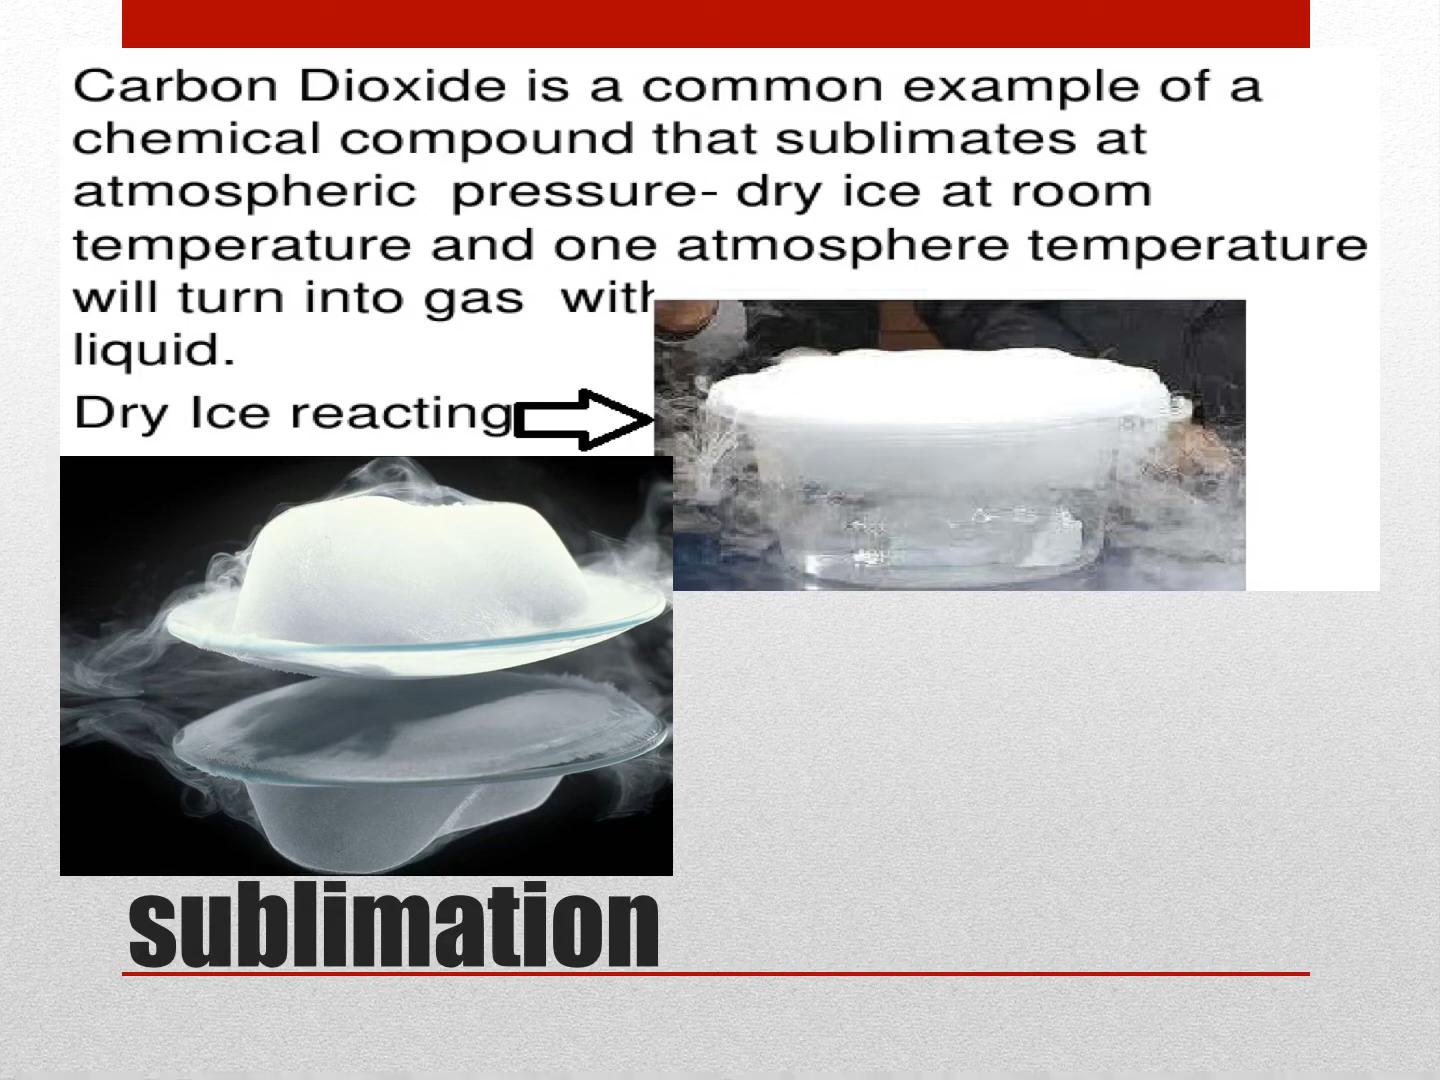 Carbon Dioxide is a common example of a
chemical compound that sublimates at
atmospheric pressure- dry ice at room
temperature and one atmosphere temperature
will turn into gas
liquid.
Dry Ice reacting
sublimation